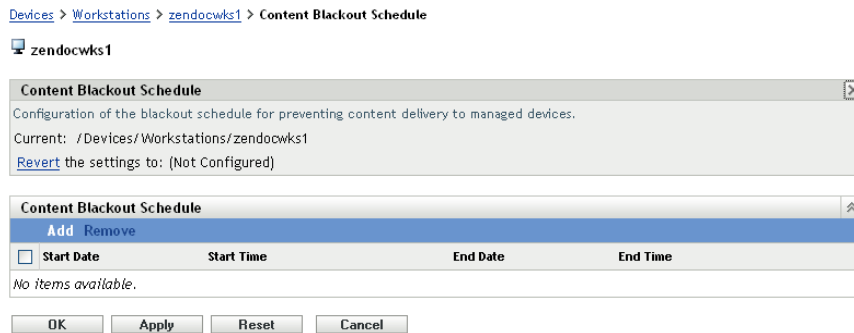 Devices > Workstations > zendocwks1 > Content Blackout Schedule
zendocwks1
Content Blackout Schedule
Configuration of the blackout schedule for preventing content delivery to managed devices.
Current: /Devices/Workstations/zendocwks1
Revert the settings to: (Not Configured)
Content Blackout Schedule
Add Remove
Start Date Start Time End Date End Time
No items available.
OK Apply Reset Cancel